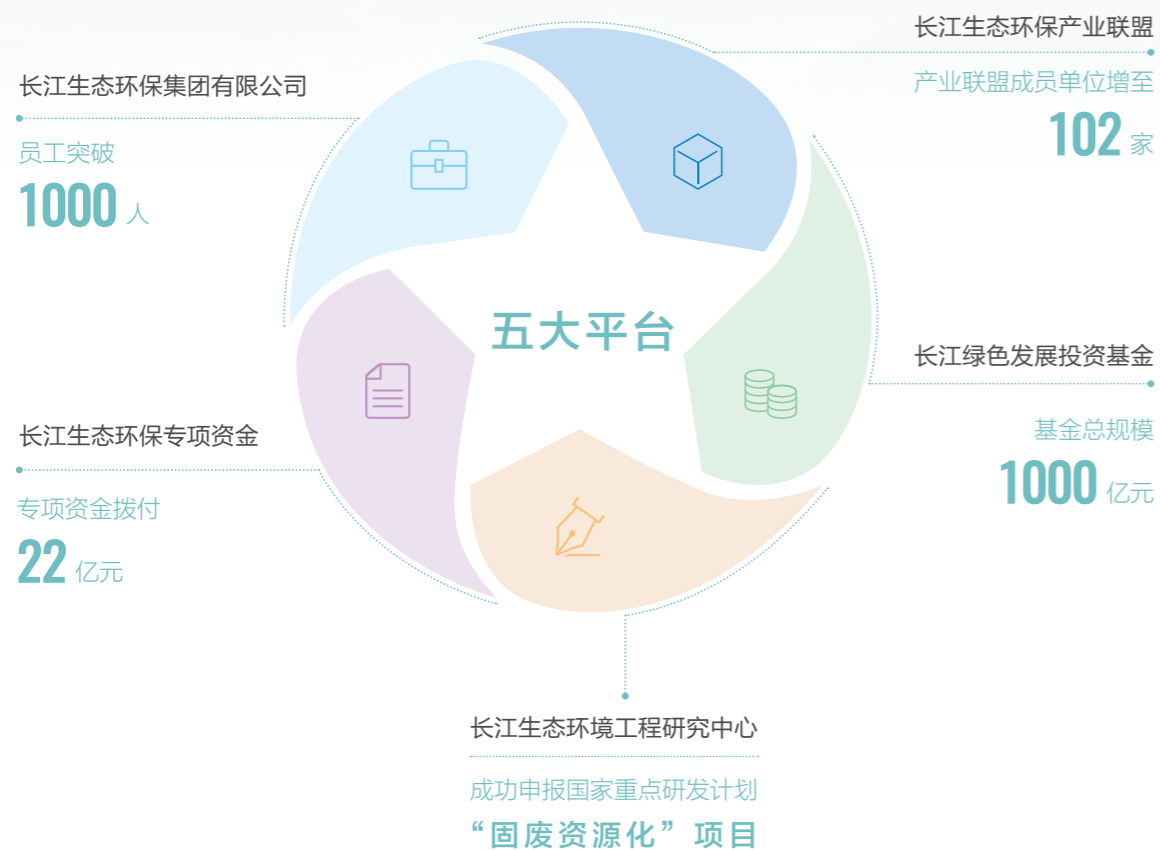 长江生态环保产业联盟
产业联盟成员单位增至
102 家
长江生态环保集团有限公司
员工突破
1000 人
五大平台
长江绿色发展投资基金
基金总规模
1000 亿元
长江生态环保专项资金
专项资金拨付
22 亿元
长江生态环境工程研究中心
成功申报国家重点研发计划
“固废资源化”项目